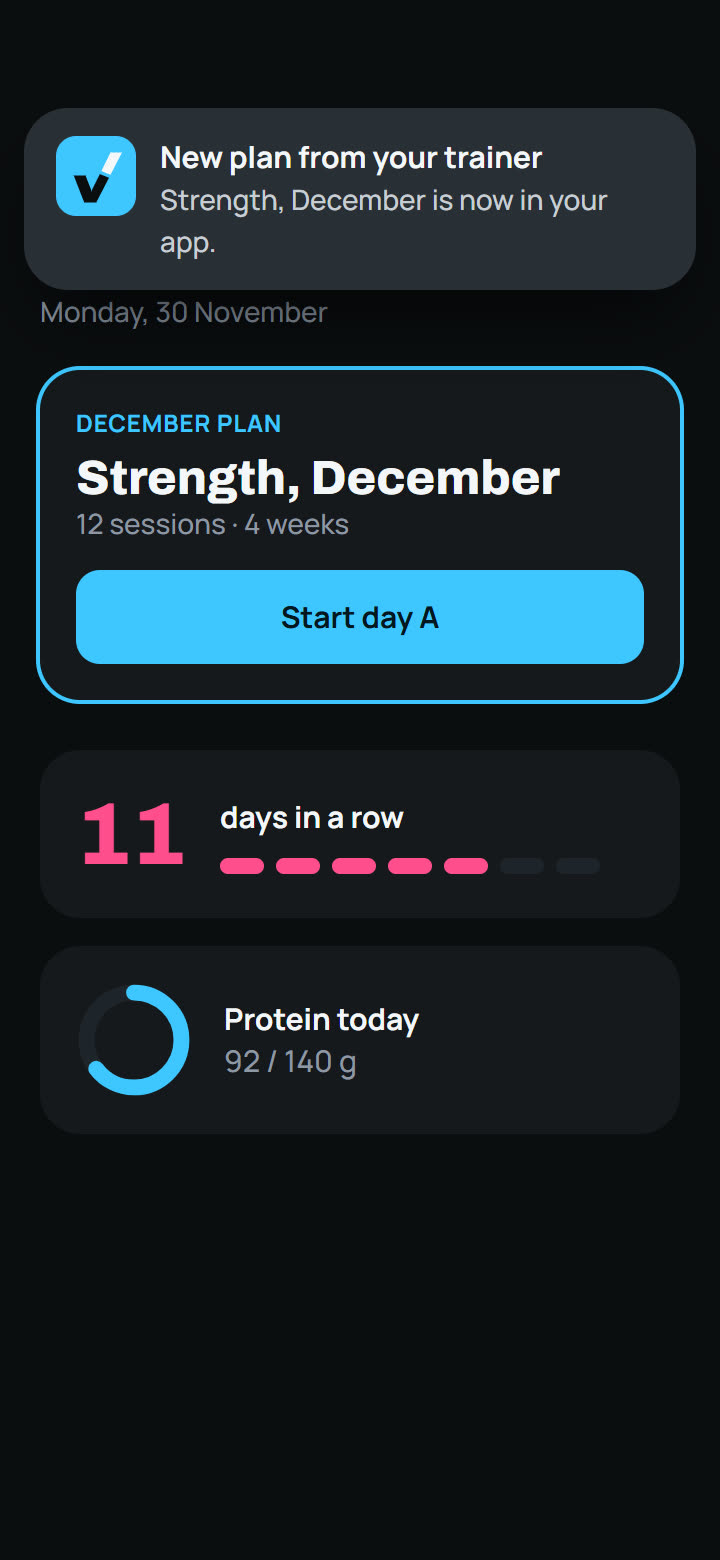 New plan from your trainer
Strength, December is now in your
app.
Monday, 30 November
DECEMBER PLAN
Strength, December
12 sessions · 4 weeks
Start day A
11
days in a row
Protein today
92 / 140 g